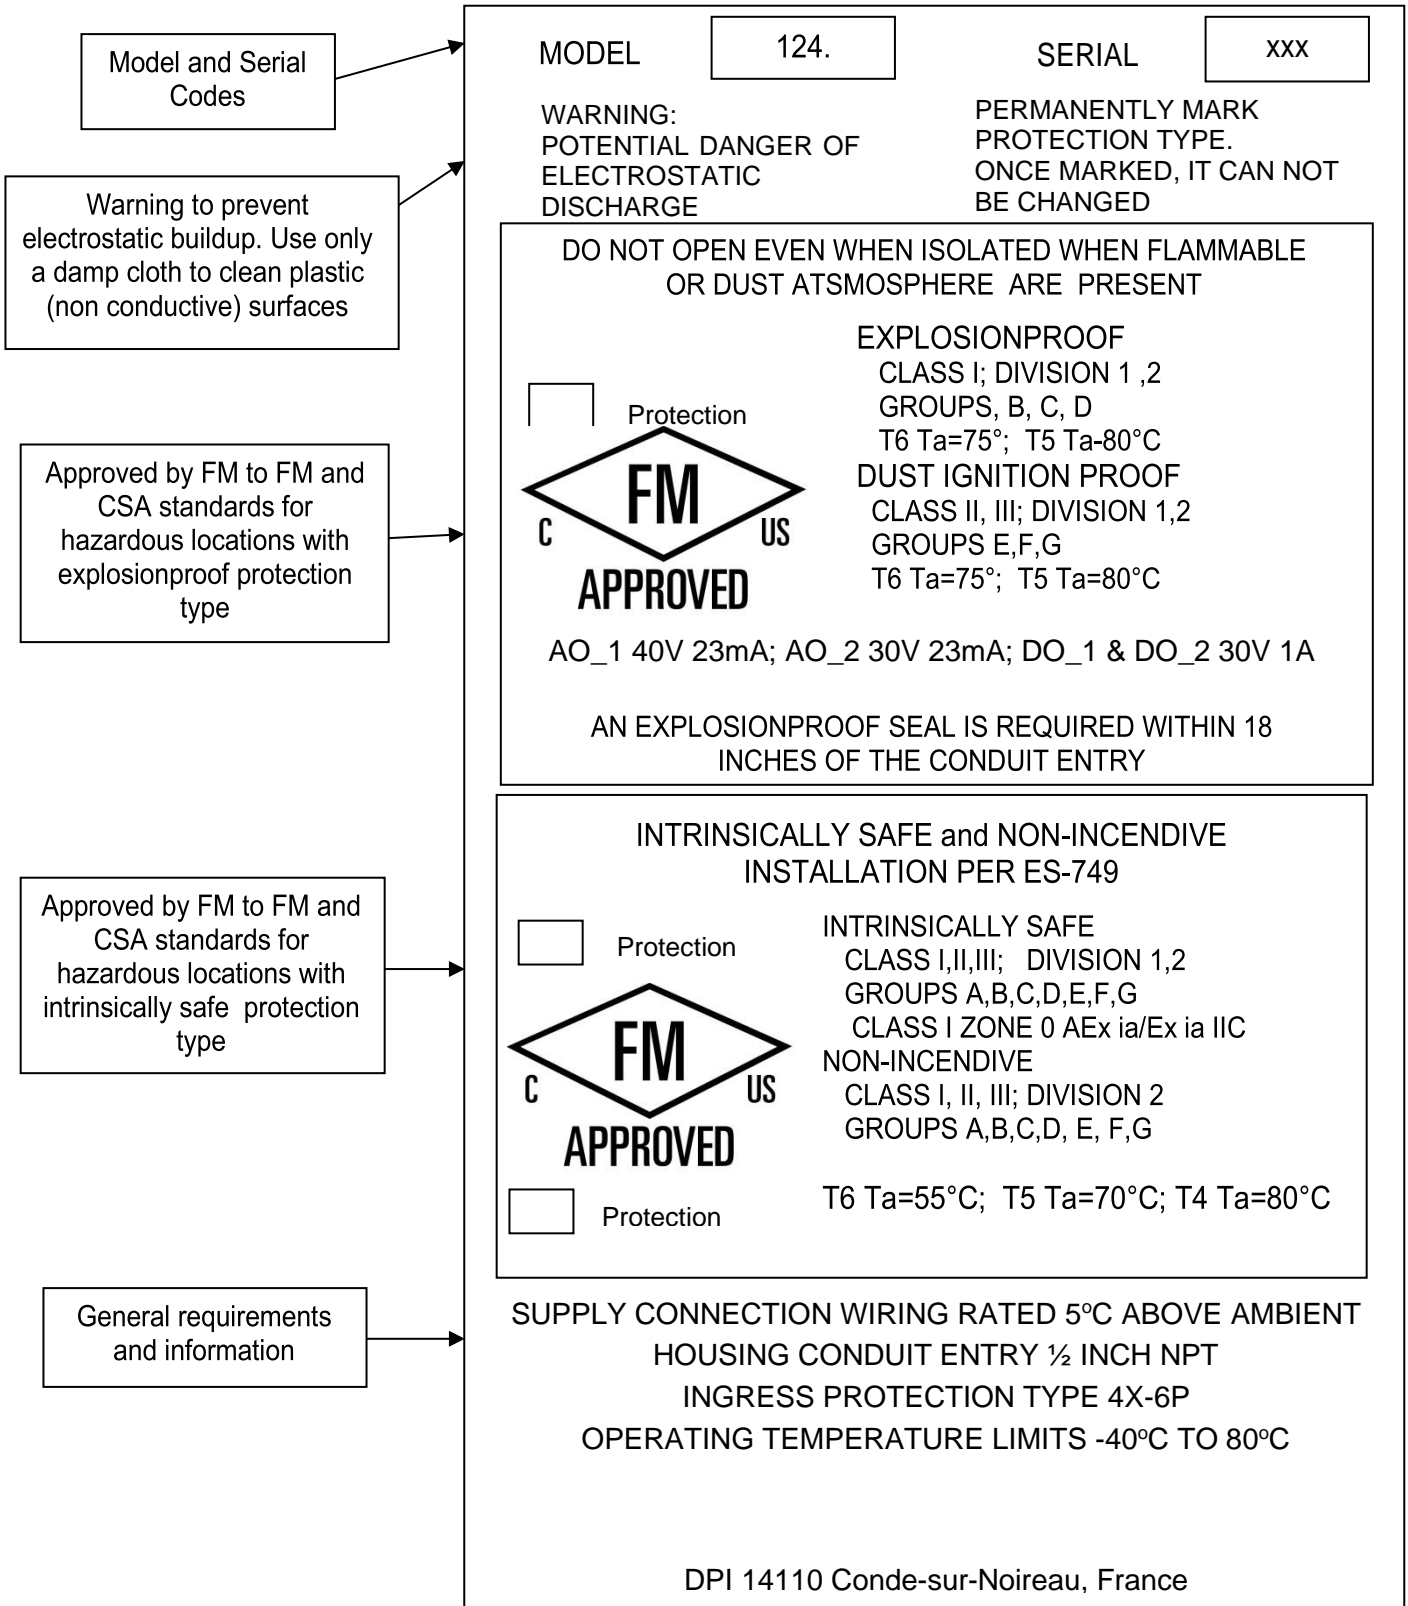 Model and Serial
Codes
Warning to prevent
electrostatic buildup. Use only
a damp cloth to clean plastic
(non conductive) surfaces
Approved by FM to FM and
CSA standards for
hazardous locations with
explosionproof protection
type
Approved by FM to FM and
CSA standards for
hazardous locations with
intrinsically safe protection
type
General requirements
and information
MODEL 124. SERIAL xxx
WARNING:
POTENTIAL DANGER OF
ELECTROSTATIC
DISCHARGE
PERMANENTLY MARK
PROTECTION TYPE.
ONCE MARKED, IT CAN NOT
BE CHANGED
DO NOT OPEN EVEN WHEN ISOLATED WHEN FLAMMABLE
OR DUST ATSMOSPHERE ARE PRESENT
Protection
FM
C US
APPROVED
EXPLOSIONPROOF
CLASS I; DIVISION 1 ,2
GROUPS, B, C, D
T6 Ta=75°; T5 Ta-80°C
DUST IGNITION PROOF
CLASS II, III; DIVISION 1,2
GROUPS E,F,G
T6 Ta=75°; T5 Ta=80°C
AO_1 40V 23mA; AO_2 30V 23mA; DO_1 & DO_2 30V 1A
AN EXPLOSIONPROOF SEAL IS REQUIRED WITHIN 18
INCHES OF THE CONDUIT ENTRY
INTRINSICALLY SAFE and NON-INCENDIVE
INSTALLATION PER ES-749
Protection
FM
C US
APPROVED
Protection
INTRINSICALLY SAFE
CLASS I,II,III; DIVISION 1,2
GROUPS A,B,C,D,E,F,G
CLASS I ZONE 0 AEx ia/Ex ia IIC
NON-INCENDIVE
CLASS I, II, III; DIVISION 2
GROUPS A,B,C,D, E, F,G
T6 Ta=55°C; T5 Ta=70°C; T4 Ta=80°C
SUPPLY CONNECTION WIRING RATED 5ºC ABOVE AMBIENT
HOUSING CONDUIT ENTRY ½ INCH NPT
INGRESS PROTECTION TYPE 4X-6P
OPERATING TEMPERATURE LIMITS -40ºC TO 80ºC
DPI 14110 Conde-sur-Noireau, France